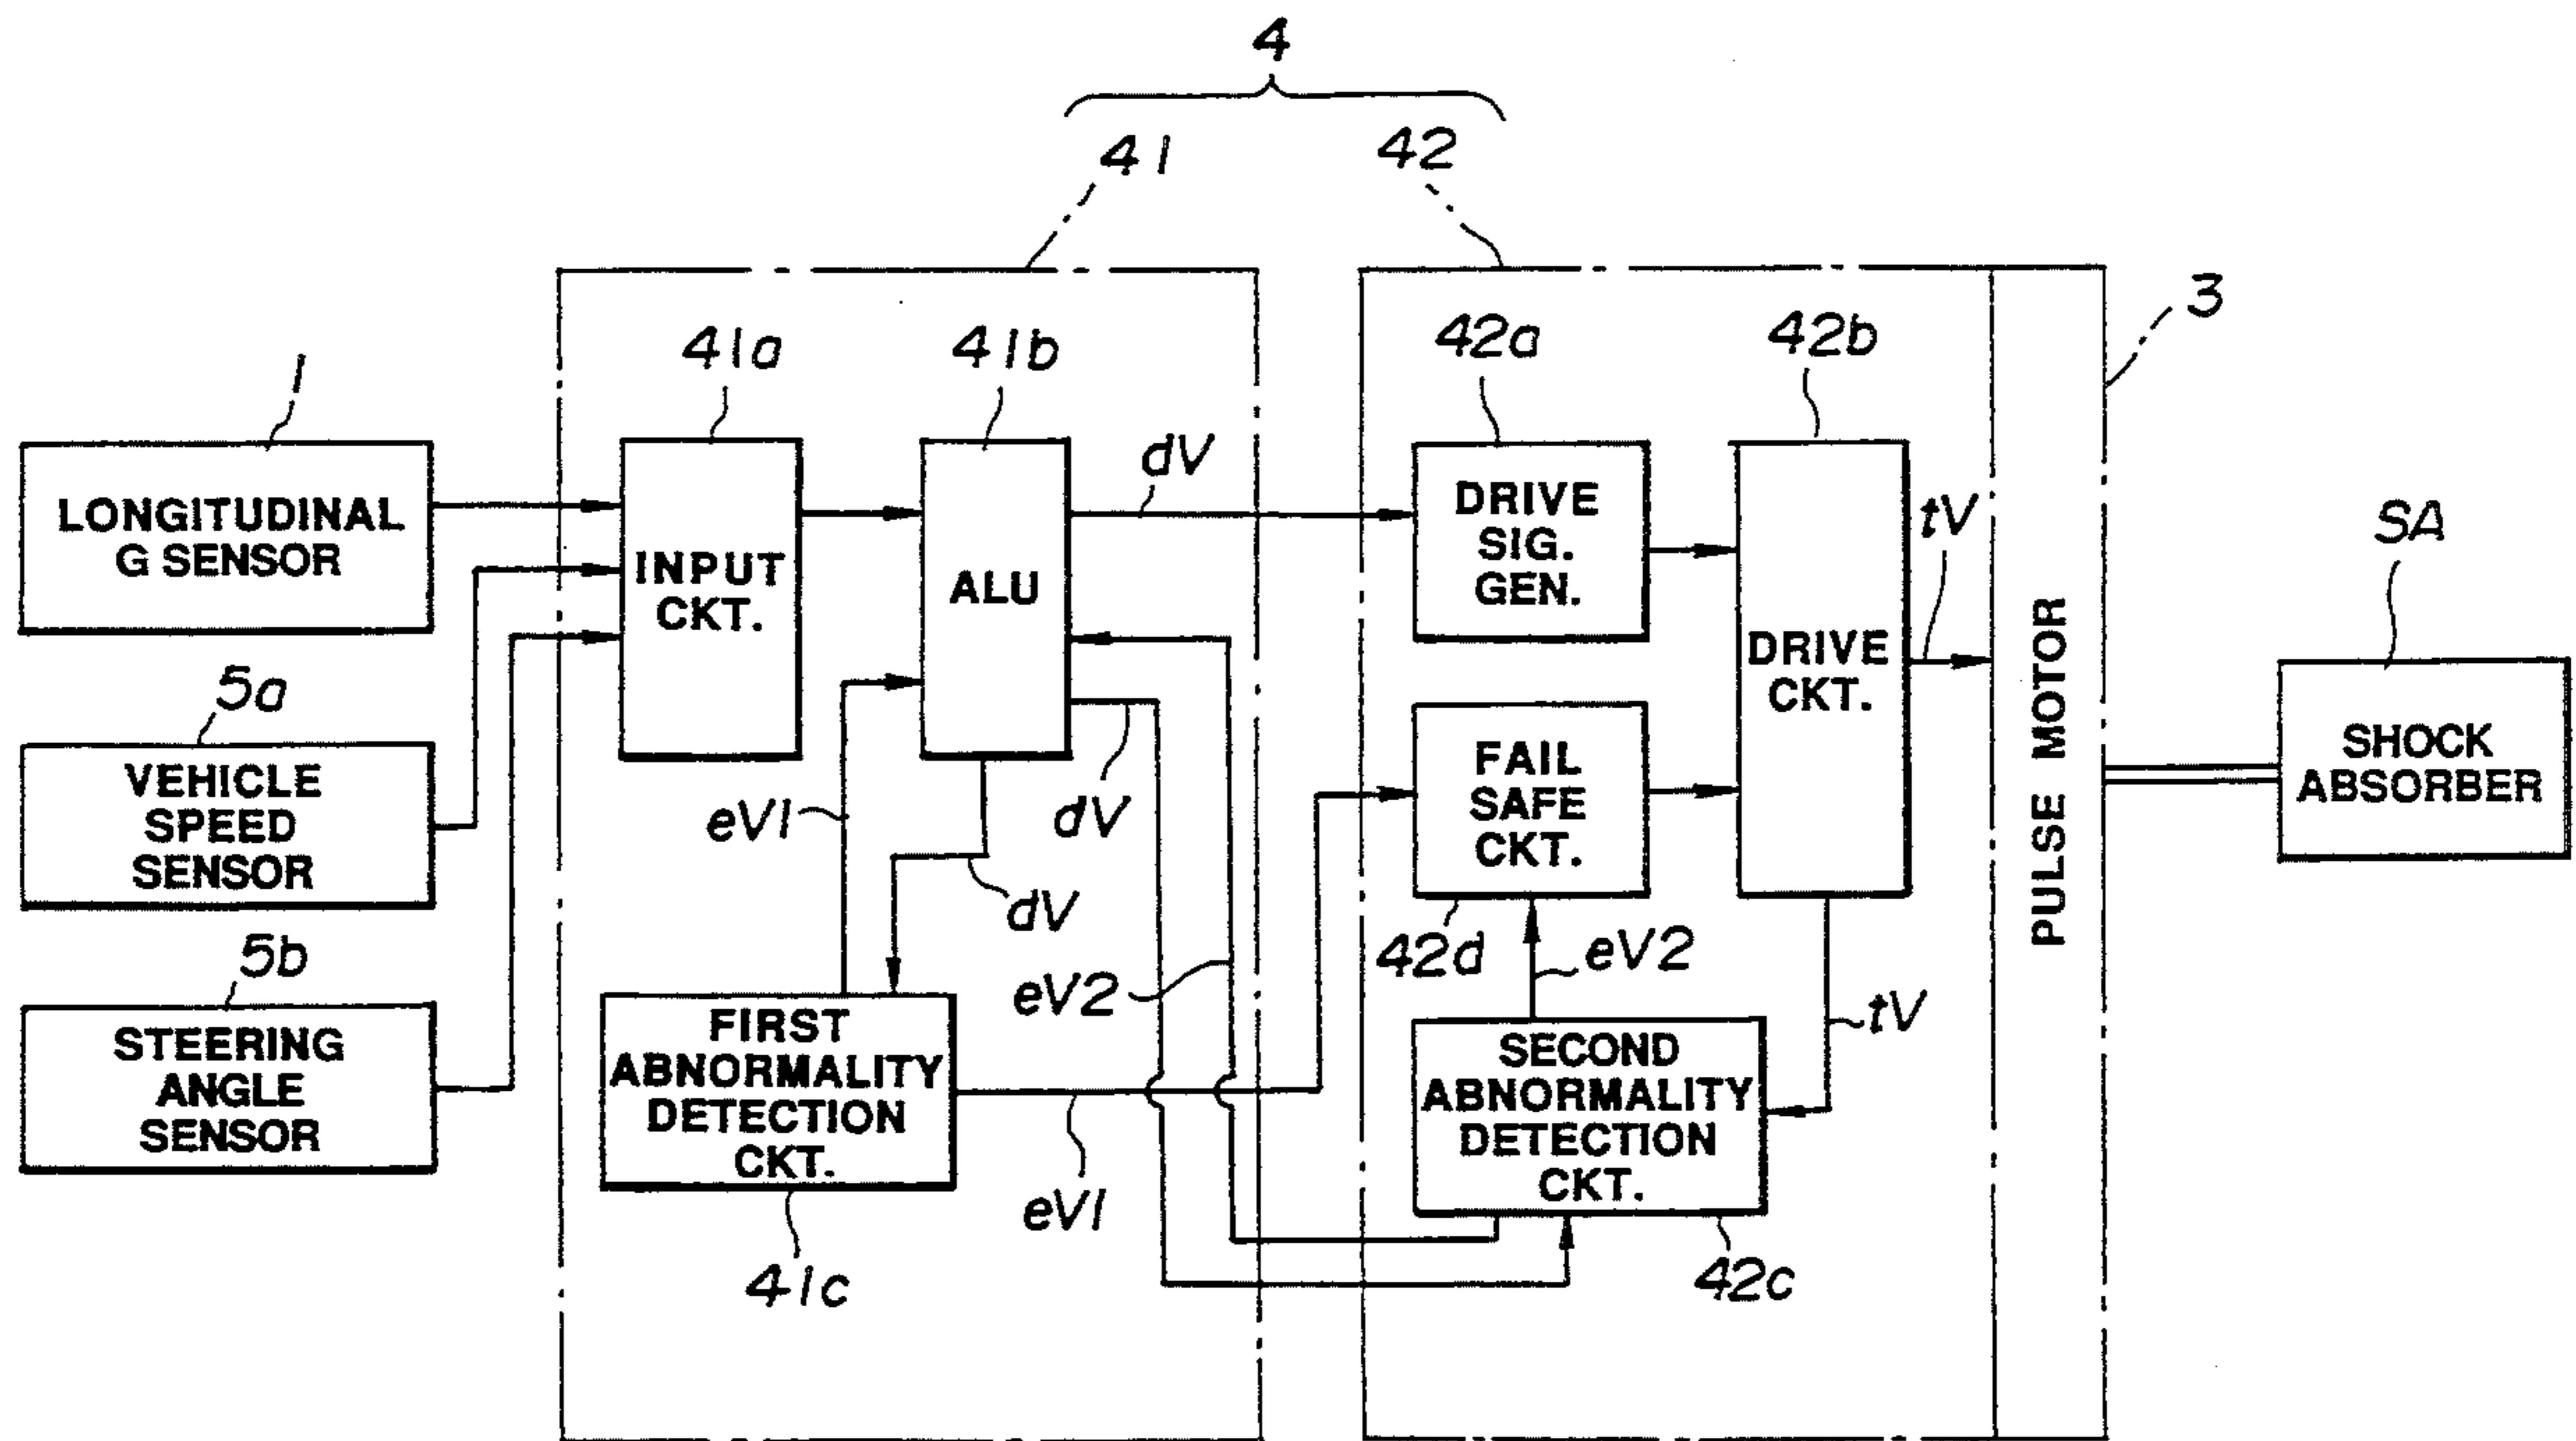 4
41
42
3
41a
41b
42a
42b
1
LONGITUDINAL
G SENSOR
INPUT
CKT.
ALU
dV
DRIVE
SIG.
GEN.
DRIVE
CKT.
tV
PULSE MOTOR
SA
SHOCK
ABSORBER
5a
VEHICLE
SPEED
SENSOR
eV1
dV
dV
FAIL
SAFE
CKT.
42d
eV2
eV2
tV
5b
STEERING
ANGLE
SENSOR
FIRST
ABNORMALITY
DETECTION
CKT.
41c
eV1
SECOND
ABNORMALITY
DETECTION
CKT.
42c